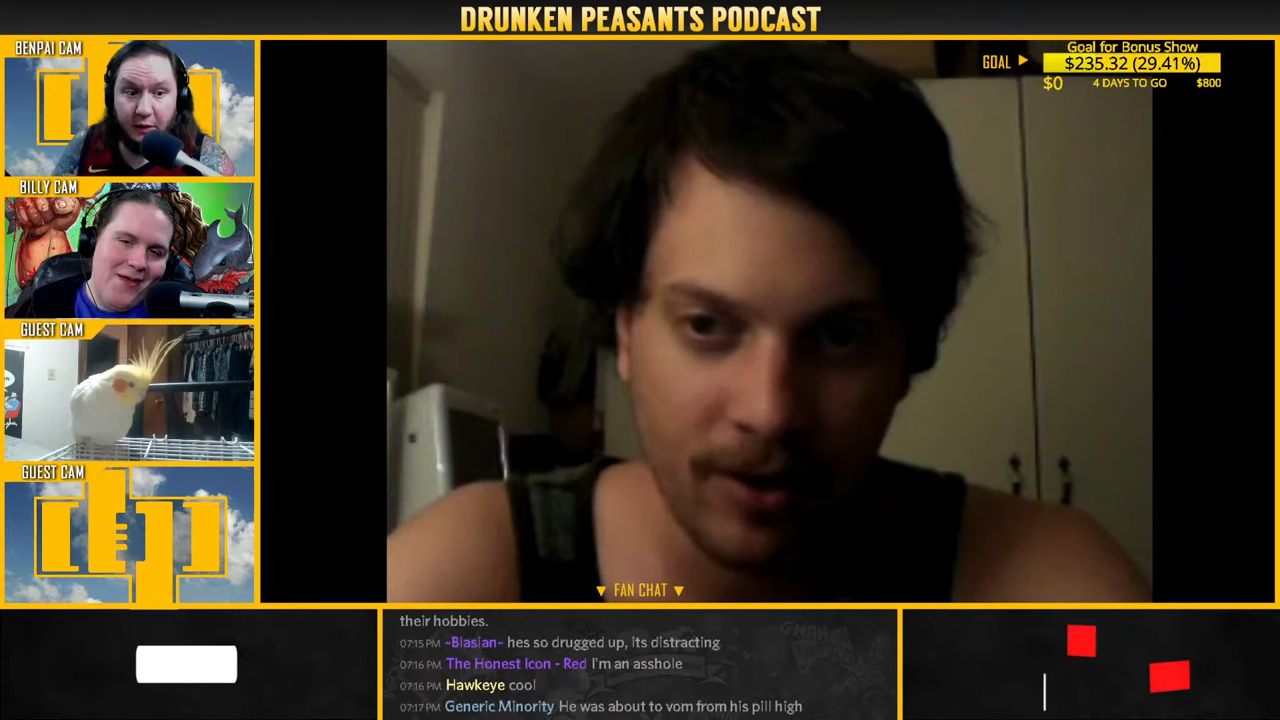 DRUNKEN PEASANTS PODCAST
BENPAI CAM
BILLY CAM
GUEST CAM
GUEST CAM
GOAL ▶
Goal for Bonus Show
$235.32 (29.41%)
$0 4 DAYS TO GO $800
▼ FAN CHAT ▼
their hobbies.
07:15 PM ~Blasian~ hes so drugged up, its distracting
07:16 PM The Honest Icon - Red I'm an asshole
07:16 PM Hawkeye cool
07:17 PM Generic Minority He was about to vom from his pill high